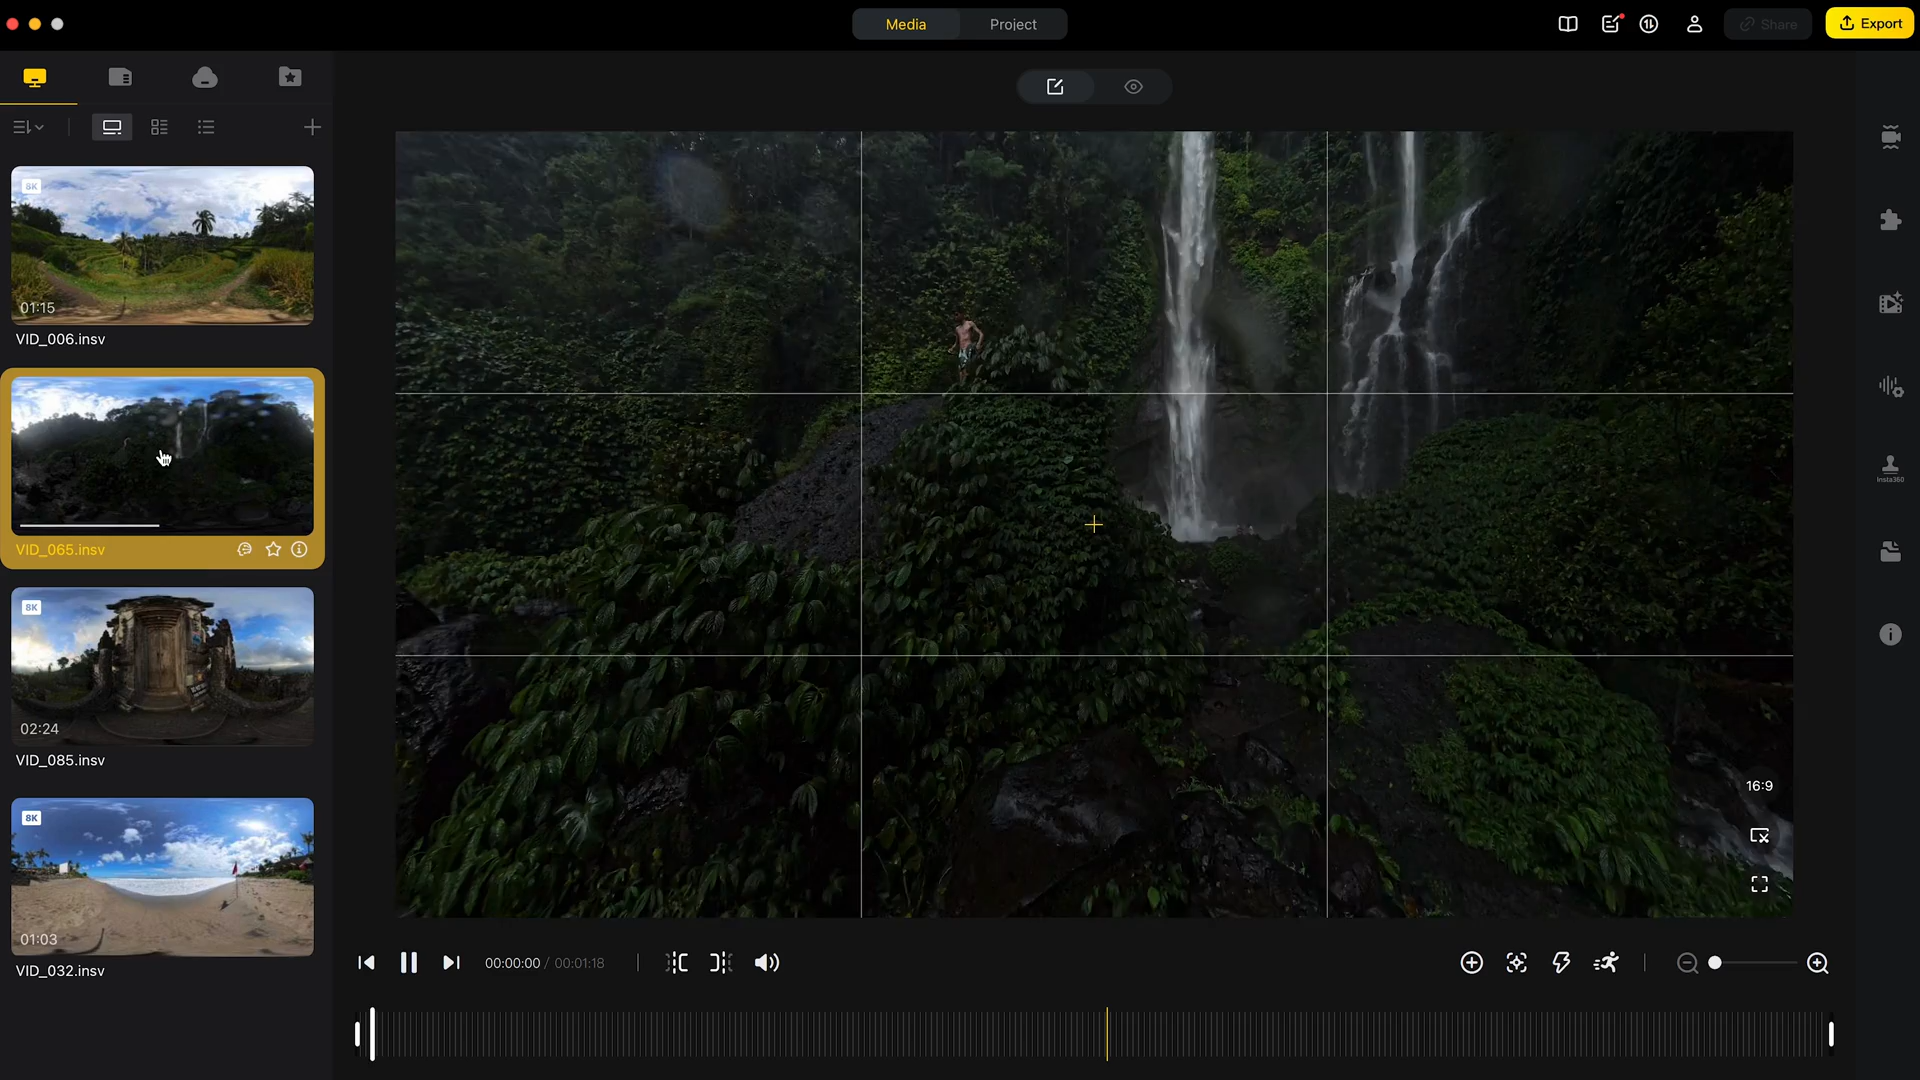 Media
Project
Share
Export
8K
01:15
VID_006.insv
VID_065.insv
8K
02:24
VID_085.insv
8K
01:03
VID_032.insv
16:9
00:00:00 / 00:01:18
Insta360